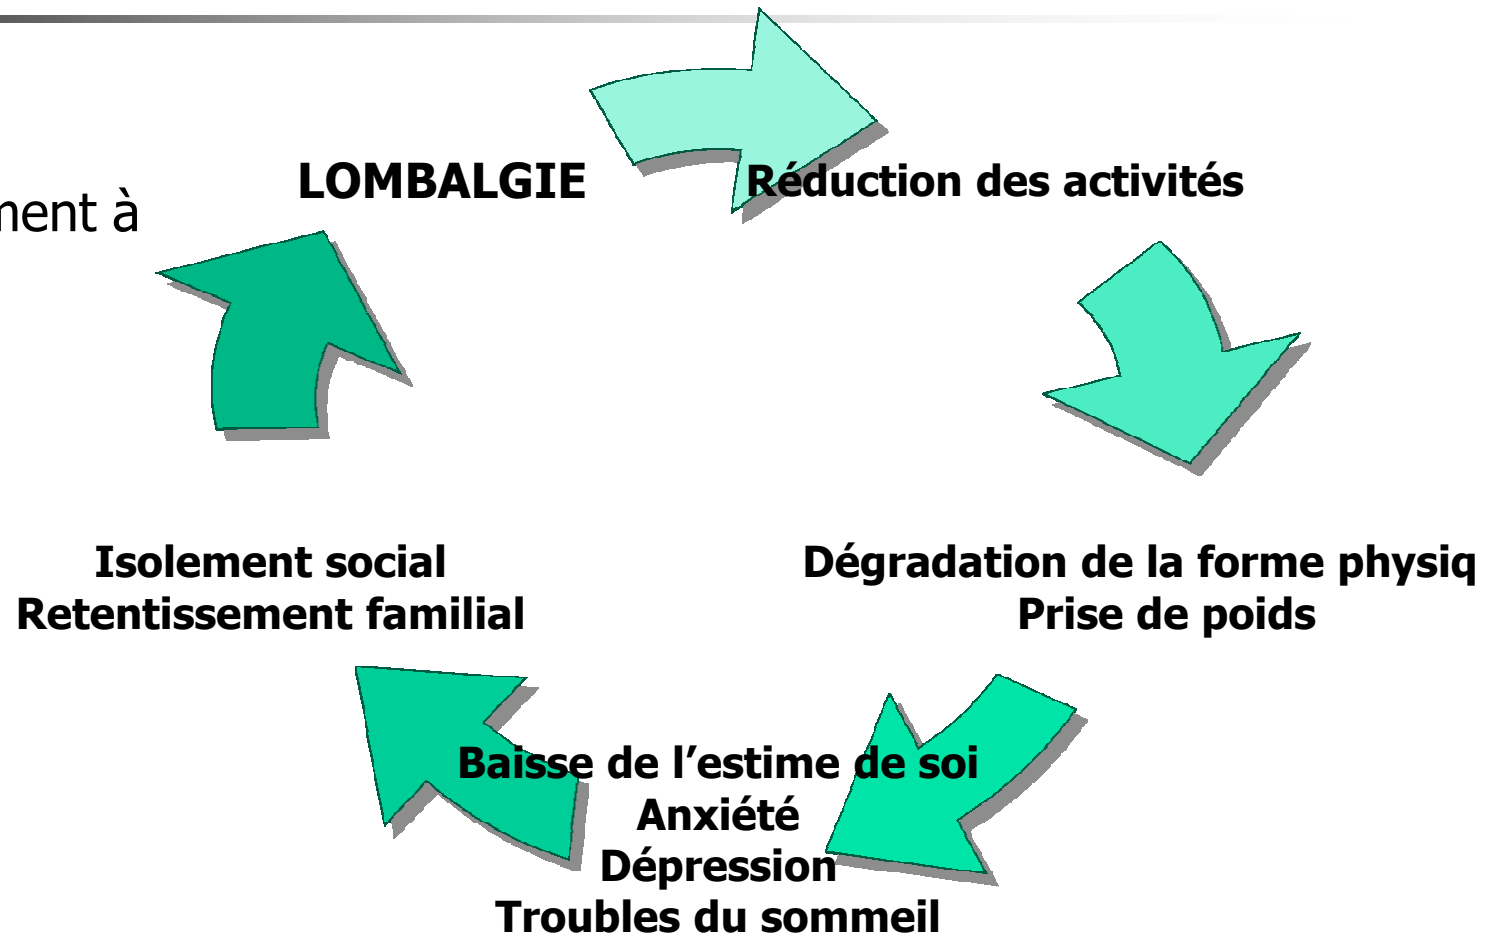 LOMBALGIE
Réduction des activités
ment à
Isolement social
Retentissement familial
Dégradation de la forme physiq
Prise de poids
Baisse de l’estime de soi
Anxiété
Dépression
Troubles du sommeil